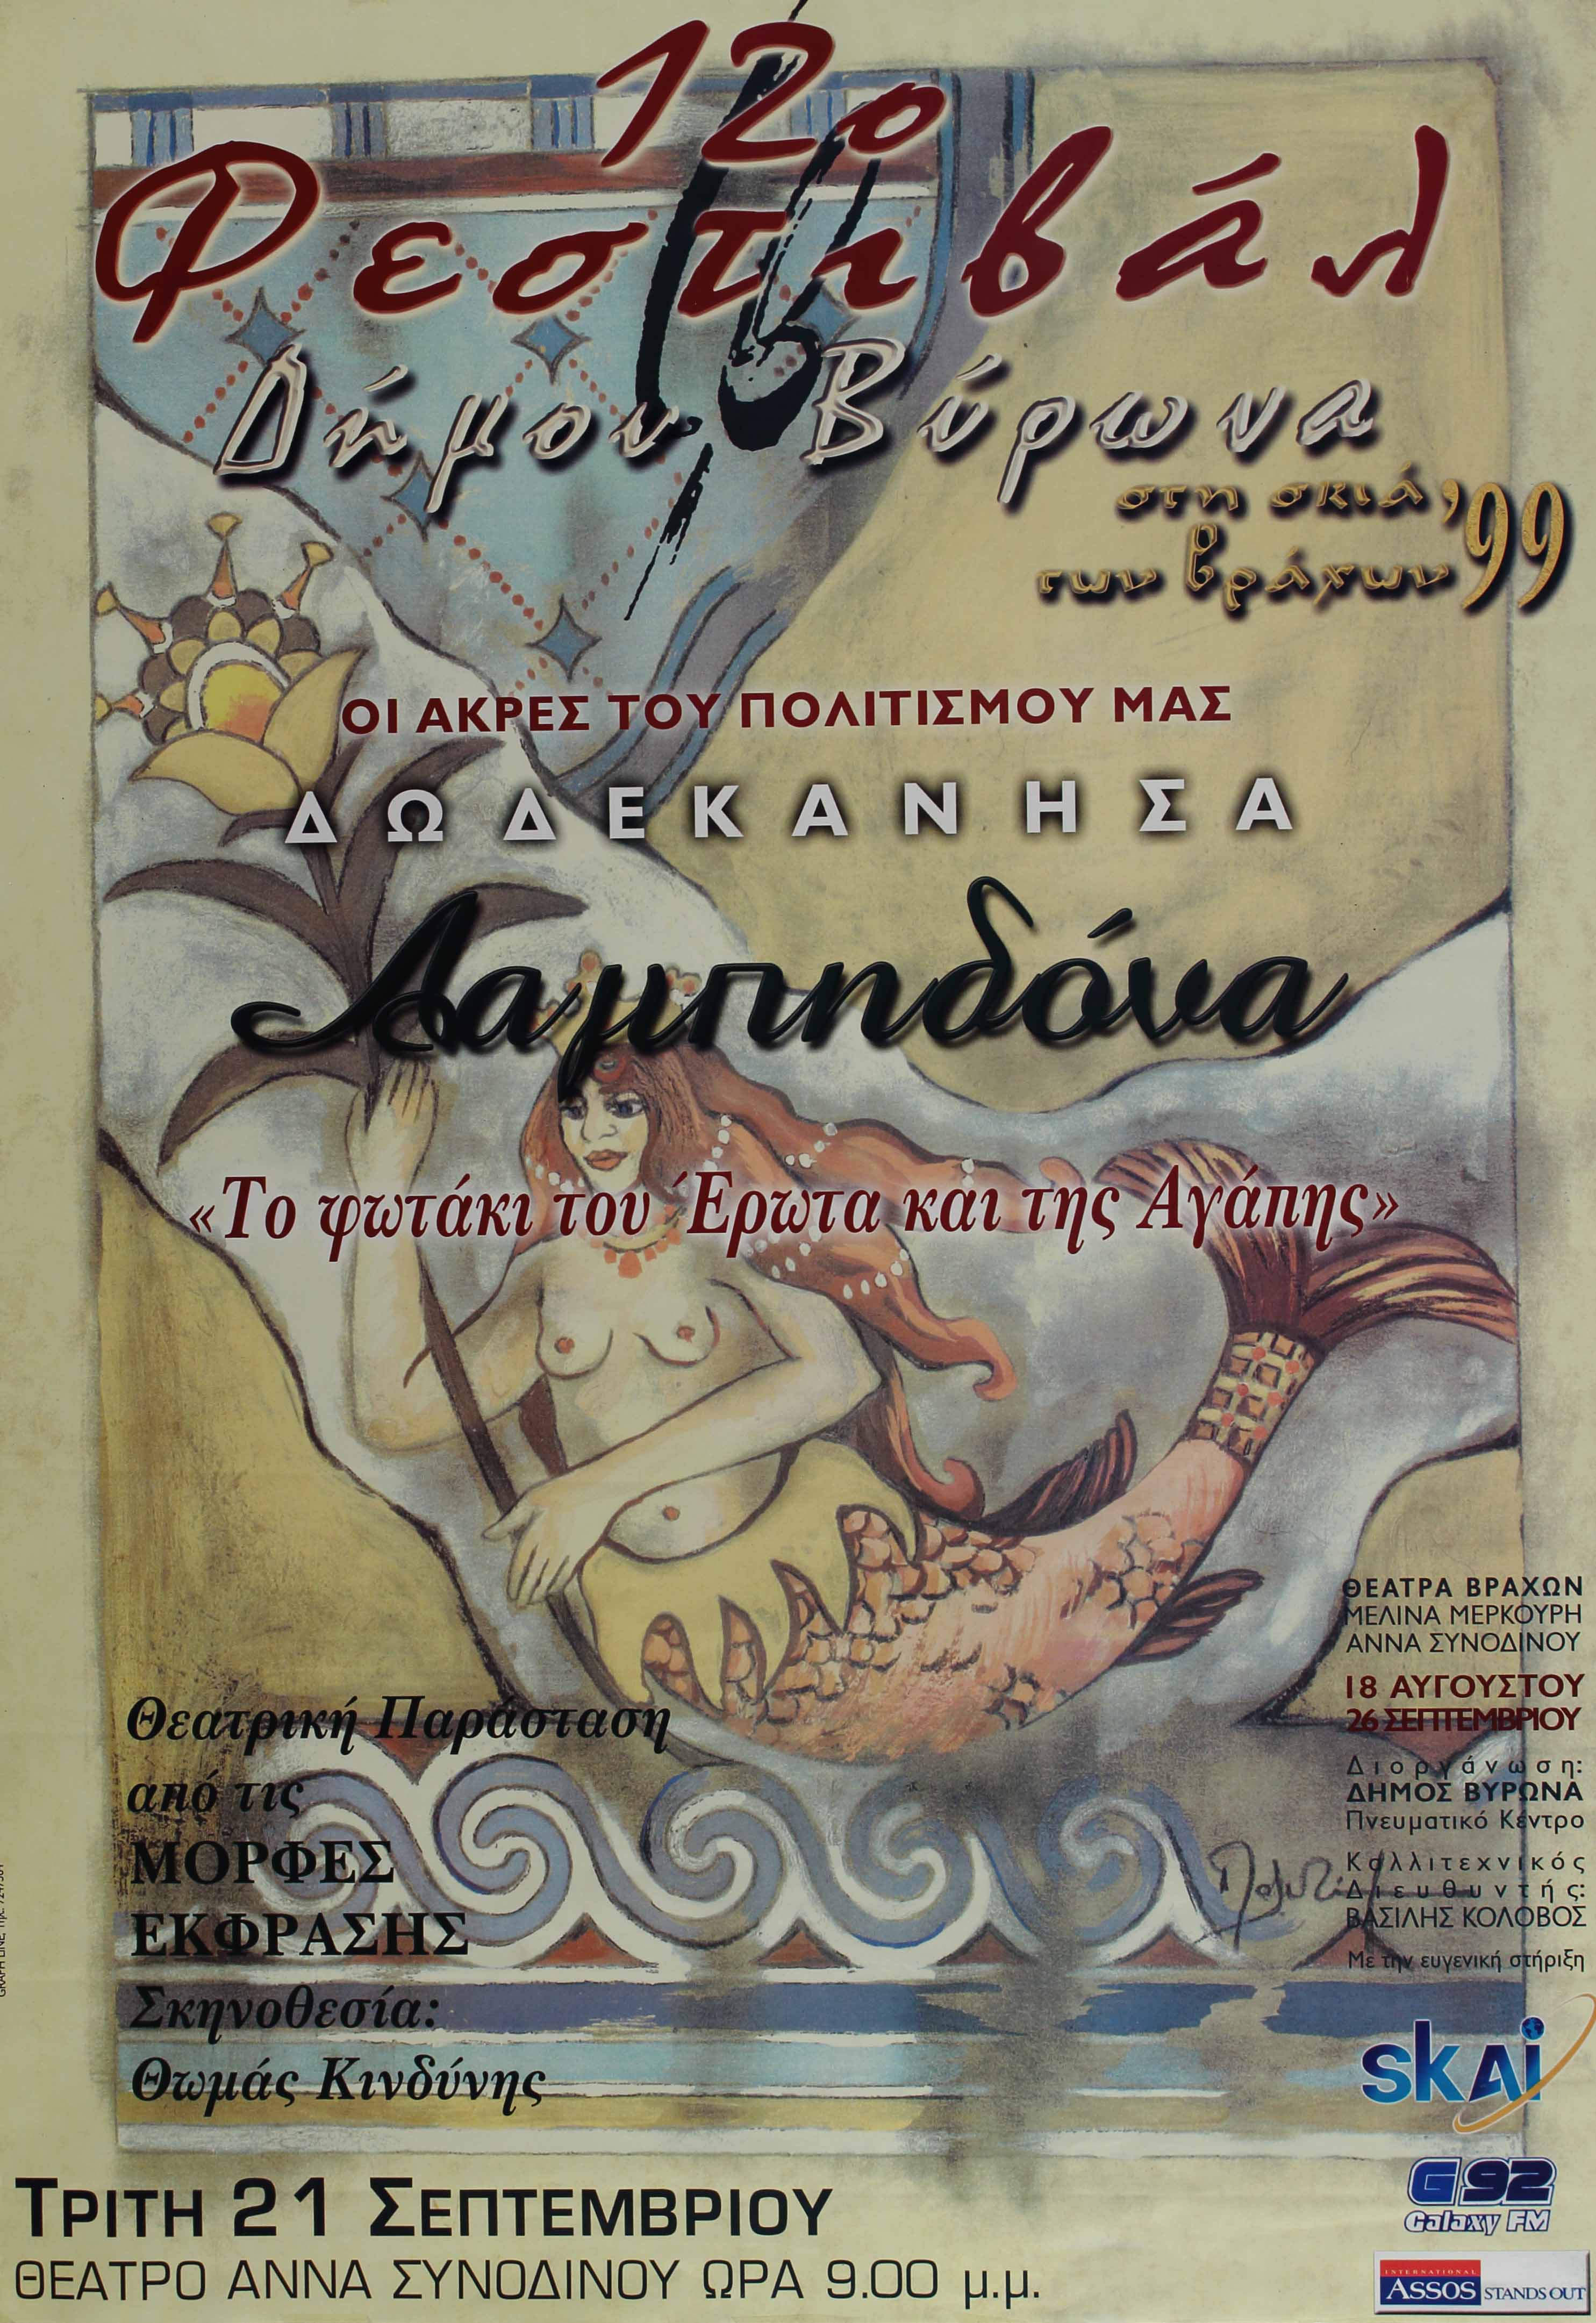 12ο
Φεστιβάλ
Δήμου Βύρωνα
στη σκιά
των βράχων '99
ΟΙ ΑΚΡΕΣ ΤΟΥ ΠΟΛΙΤΙΣΜΟΥ ΜΑΣ
ΔΩΔΕΚΑΝΗΣΑ
Λαμπηδόνα
«Το φωτάκι του Έρωτα και της Αγάπης»
Θεατρική Παράσταση
από τις
ΜΟΡΦΕΣ
ΕΚΦΡΑΣΗΣ
Σκηνοθεσία:
Θωμάς Κινδύνης
ΘΕΑΤΡΑ ΒΡΑΧΩΝ
ΜΕΛΙΝΑ ΜΕΡΚΟΥΡΗ
ΑΝΝΑ ΣΥΝΟΔΙΝΟΥ
18 ΑΥΓΟΥΣΤΟΥ
26 ΣΕΠΤΕΜΒΡΙΟΥ
Διοργάνωση:
ΔΗΜΟΣ ΒΥΡΩΝΑ
Πνευματικό Κέντρο
Καλλιτεχνικός
Διευθυντής:
ΒΑΣΙΛΗΣ ΚΟΛΟΒΟΣ
Με την ευγενική στήριξη
SKAI
G92
Galaxy FM
INTERNATIONAL
ASSOS STANDS OUT
ΤΡΙΤΗ 21 ΣΕΠΤΕΜΒΡΙΟΥ
ΘΕΑΤΡΟ ΑΝΝΑ ΣΥΝΟΔΙΝΟΥ ΩΡΑ 9.00 μ.μ.